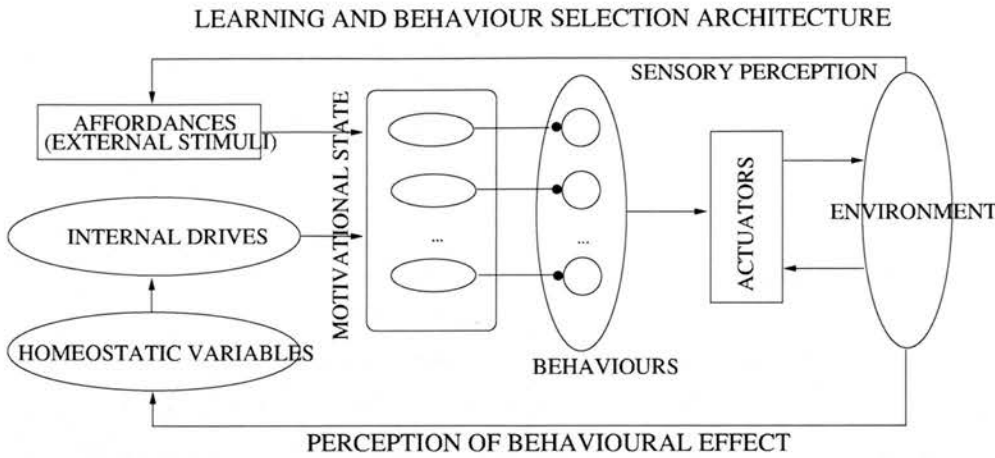 LEARNING AND BEHAVIOUR SELECTION ARCHITECTURE
SENSORY PERCEPTION
AFFORDANCES
(EXTERNAL STIMULI)
MOTIVATIONAL STATE
INTERNAL DRIVES
...
...
ACTUATORS
ENVIRONMENT
HOMEOSTATIC VARIABLES
BEHAVIOURS
PERCEPTION OF BEHAVIOURAL EFFECT